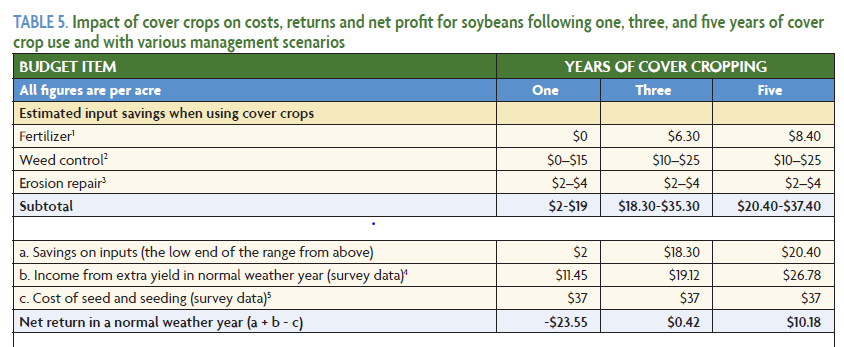 TABLE 5. Impact of cover crops on costs, returns and net profit for soybeans following one, three, and five years of cover
crop use and with various management scenarios
BUDGET ITEM YEARS OF COVER CROPPING
All figures are per acre One Three Five
Estimated input savings when using cover crops
Fertilizer¹ $0 $6.30 $8.40
Weed control² $0–$15 $10–$25 $10–$25
Erosion repair³ $2–$4 $2–$4 $2–$4
Subtotal $2-$19 $18.30-$35.30 $20.40-$37.40
a. Savings on inputs (the low end of the range from above) $2 $18.30 $20.40
b. Income from extra yield in normal weather year (survey data)⁴ $11.45 $19.12 $26.78
c. Cost of seed and seeding (survey data)⁵ $37 $37 $37
Net return in a normal weather year (a + b - c) -$23.55 $0.42 $10.18